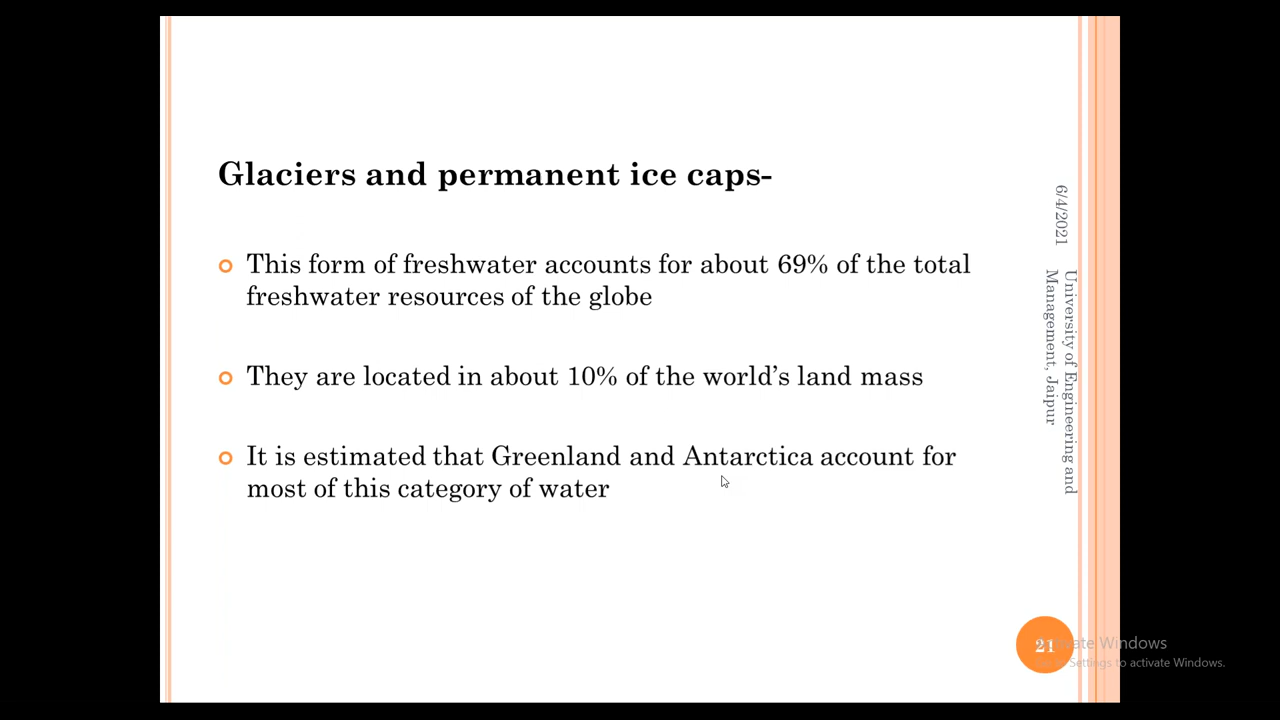 Glaciers and permanent ice caps-
This form of freshwater accounts for about 69% of the total
freshwater resources of the globe
They are located in about 10% of the world's land mass
It is estimated that Greenland and Antarctica account for
most of this category of water
6/4/2021
University of Engineering and
Management, Jaipur
21
Windows
Settings to activate Windows.